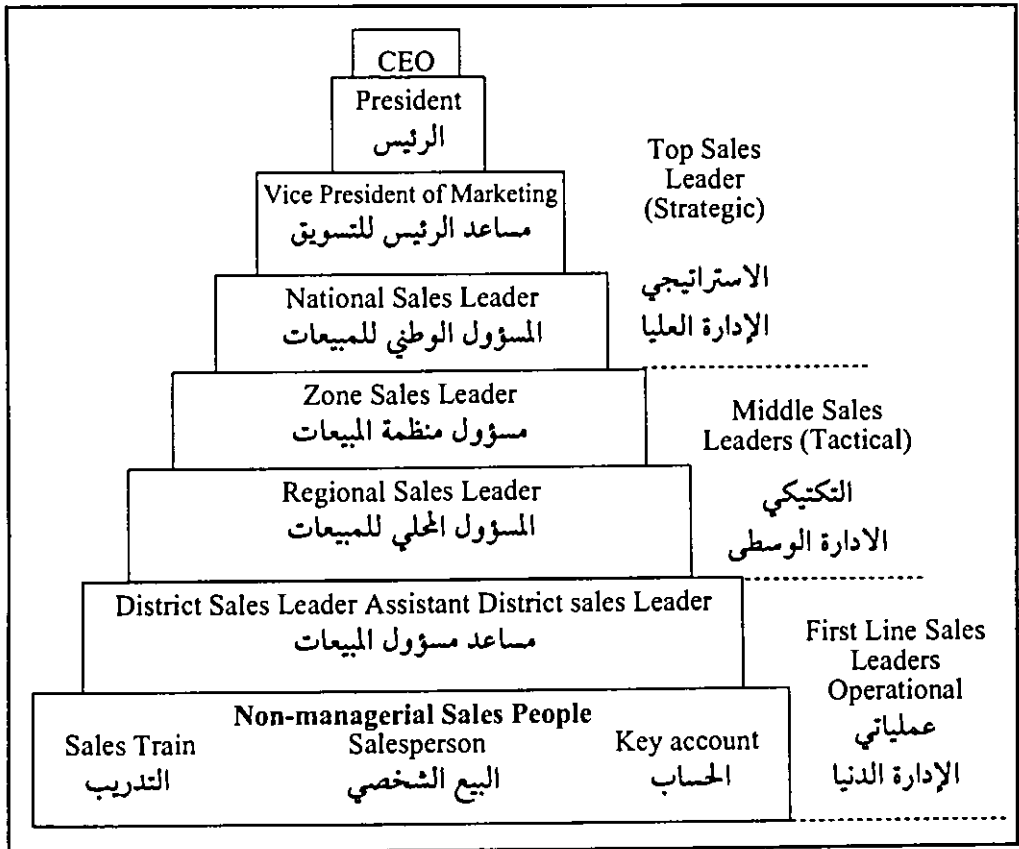 CEO
President
الرئيس
Vice President of Marketing
مساعد الرئيس للتسويق
National Sales Leader
المسؤول الوطني للمبيعات
Top Sales
Leader
(Strategic)
الاستراتيجي
الإدارة العليا
Zone Sales Leader
مسؤول منظمة المبيعات
Regional Sales Leader
المسؤول المحلي للمبيعات
Middle Sales
Leaders (Tactical)
التكتيكي
الادارة الوسطى
District Sales Leader Assistant District sales Leader
مساعد مسؤول المبيعات
Non-managerial Sales People
Sales Train Salesperson Key account
التدريب البيع الشخصي الحساب
First Line Sales
Leaders
Operational
عملياتي
الإدارة الدنيا